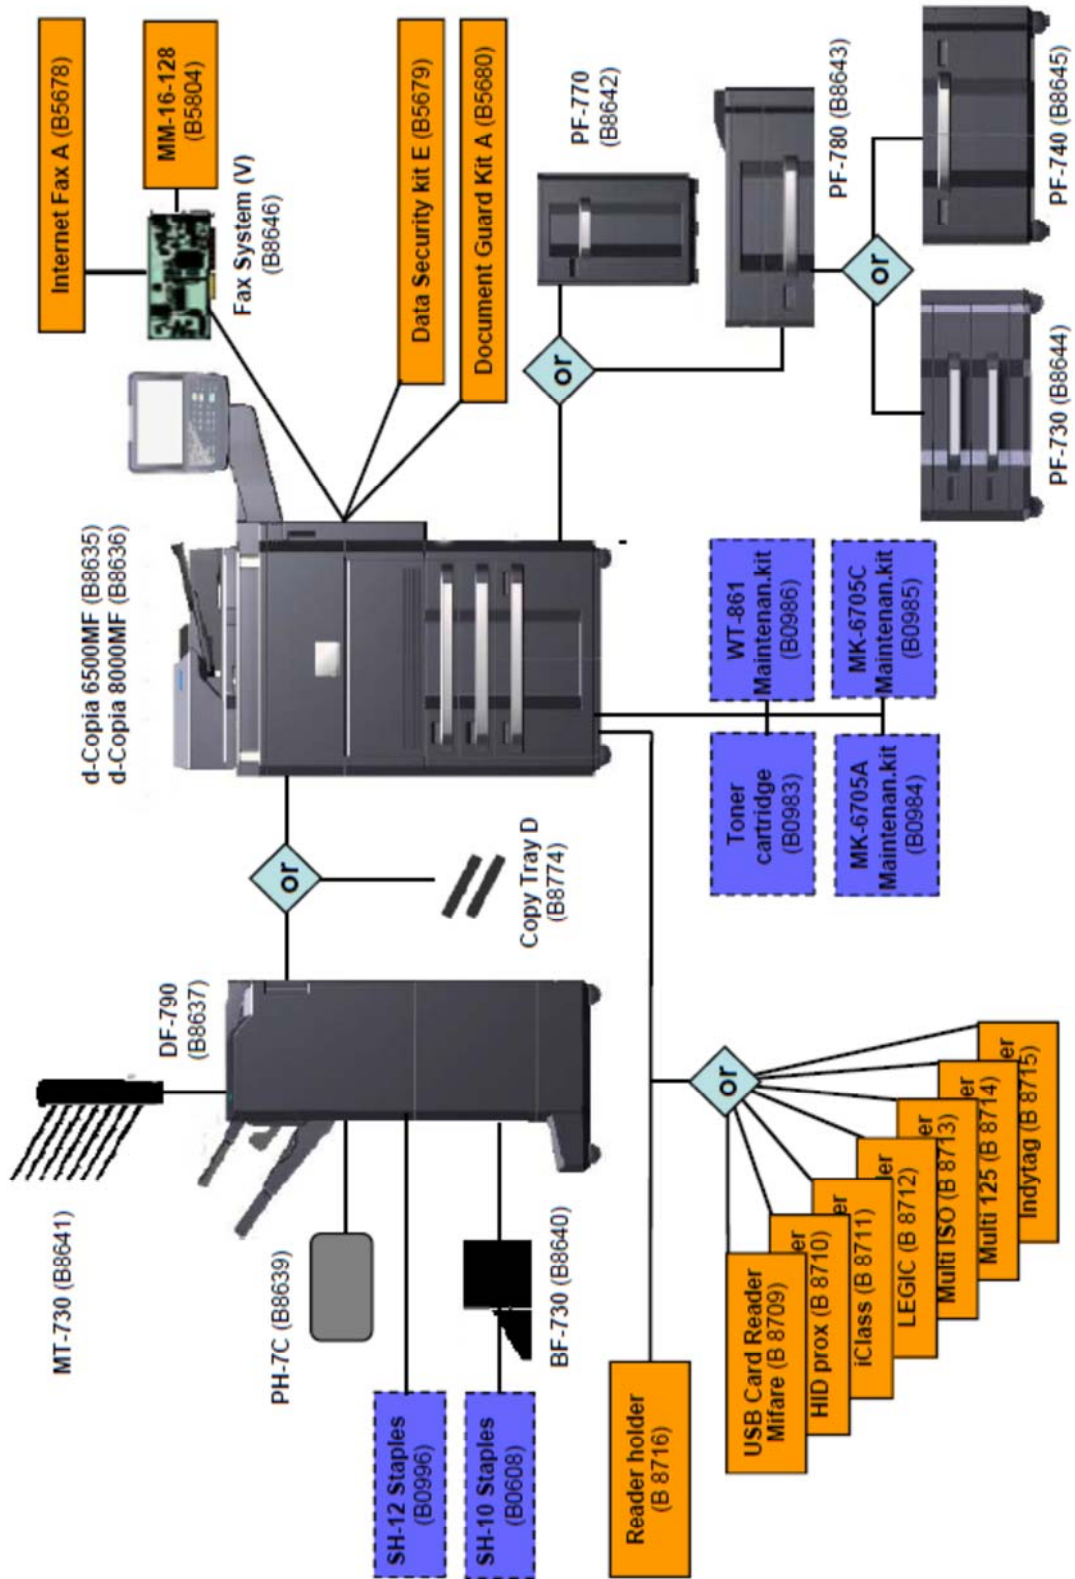 MT-730 (B8641)
DF-790
(B8637)
d-Copia 6500MF (B8635)
d-Copia 8000MF (B8636)
Internet Fax A (B5678)
MM-16-128
(B5804)
Fax System (V)
(B8646)
PH-7C (B8639)
or
SH-12 Staples
(B0996)
Data Security kit E (B5679)
Document Guard Kit A (B5680)
SH-10 Staples
(B0608)
BF-730 (B8640)
Copy Tray D
(B8774)
or
PF-770
(B8642)
Reader holder
(B 8716)
or
USB Card Reader
Mifare (B 8709)
HID prox (B 8710)
iClass (B 8711)
LEGIC (B 8712)
Multi ISO (B 8713)
Multi 125 (B 8714)
Indytag (B 8715)
Toner
cartridge
(B0983)
WT-861
Maintenan.kit
(B0986)
MK-6705A
Maintenan.kit
(B0984)
MK-6705C
Maintenan.kit
(B0985)
PF-780 (B8643)
or
PF-730 (B8644)
PF-740 (B8645)